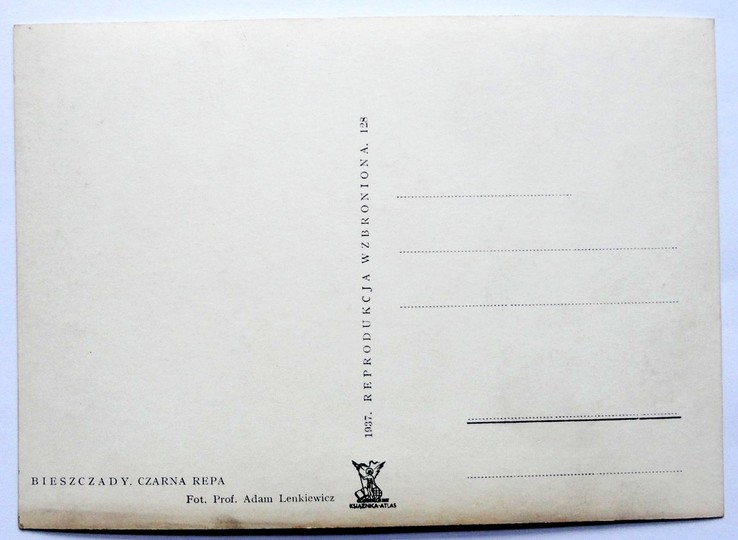 1937. REPRODUKCJA WZBRONIONA. 128
BIESZCZADY. CZARNA REPA
Fot. Prof. Adam Lenkiewicz
KSIĄŻNICA-ATLAS